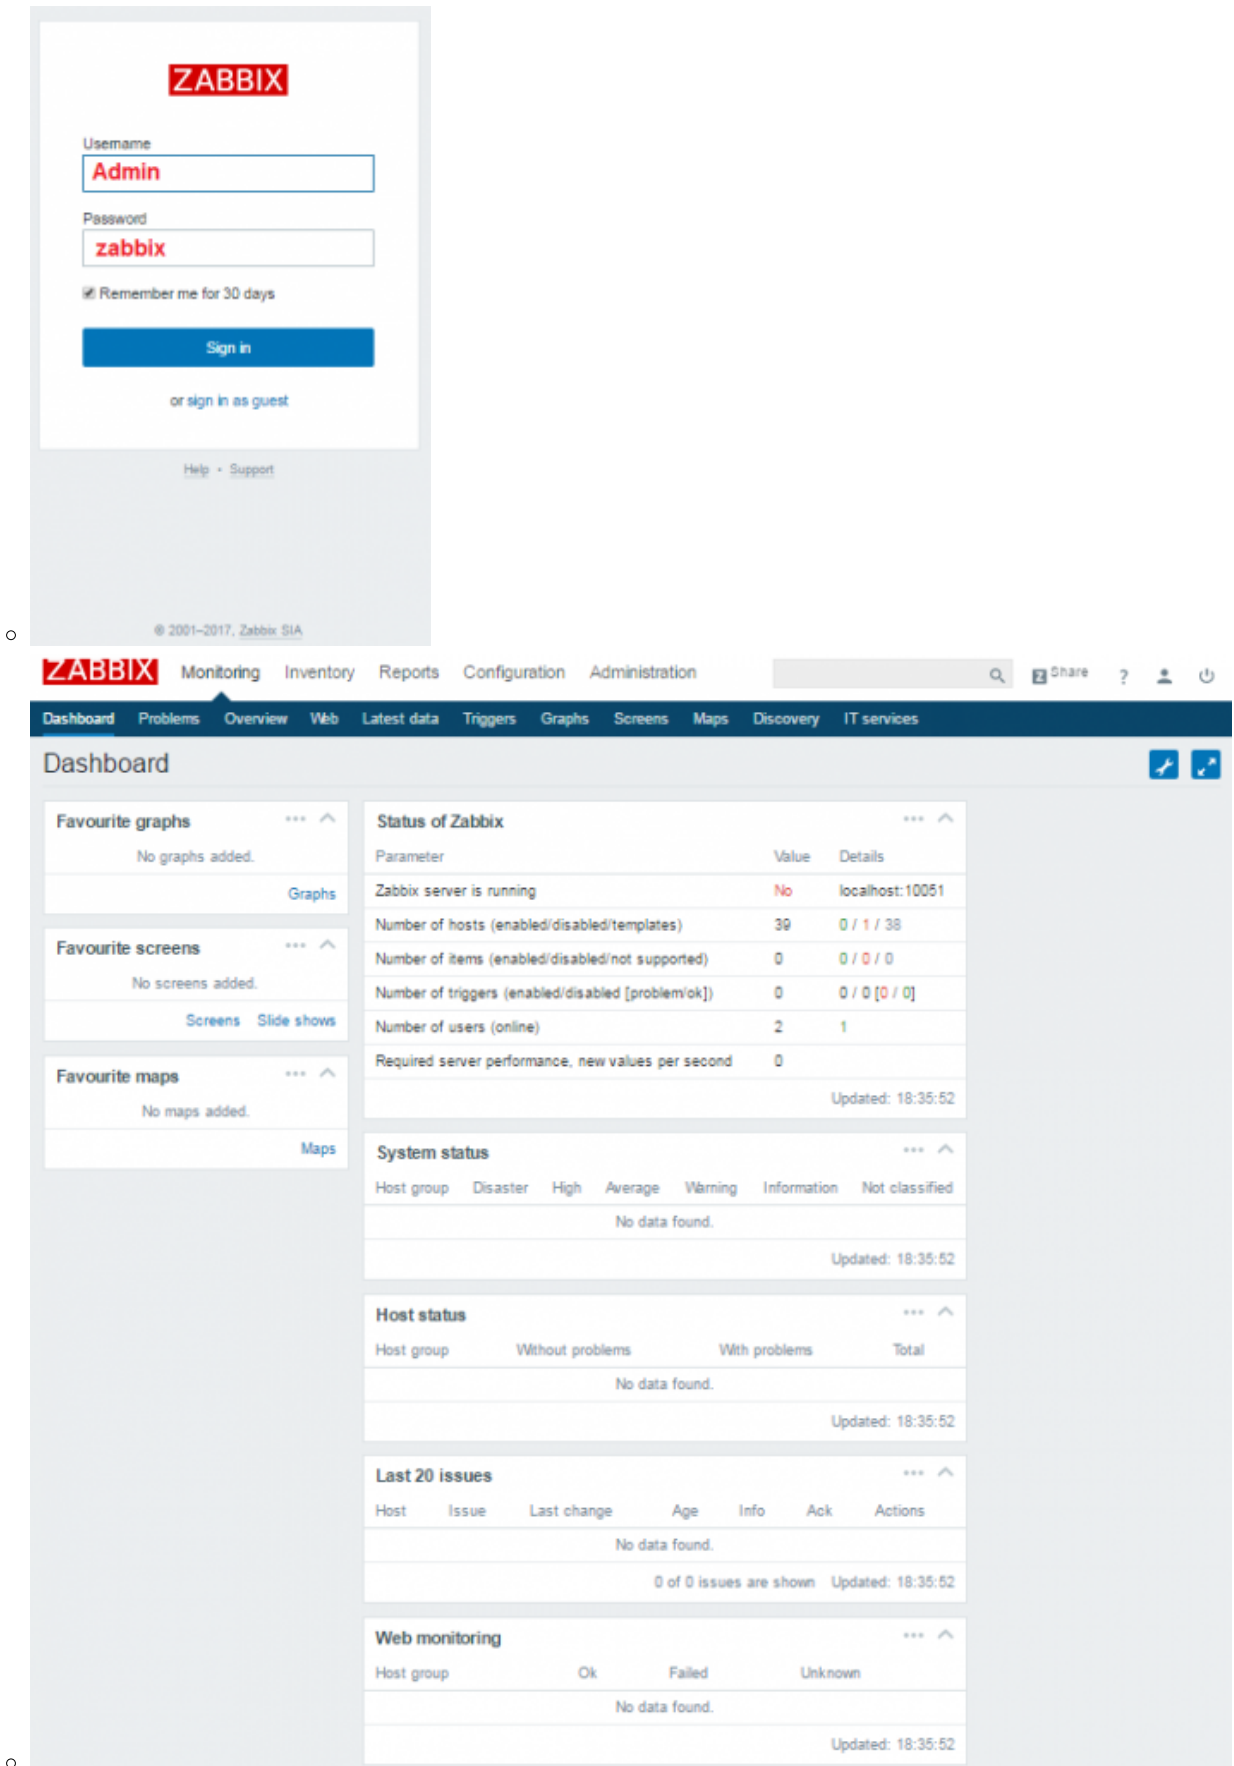 ZABBIX
Username
Admin
Password
zabbix
Remember me for 30 days
Sign in
or sign in as guest
Help • Support
© 2001–2017, Zabbix SIA
ZABBIX Monitoring Inventory Reports Configuration Administration Z Share ?
Dashboard Problems Overview Web Latest data Triggers Graphs Screens Maps Discovery IT services
Dashboard
Favourite graphs
No graphs added.
Graphs
Favourite screens
No screens added.
Screens Slide shows
Favourite maps
No maps added.
Maps
Status of Zabbix
Parameter Value Details
Zabbix server is running No localhost:10051
Number of hosts (enabled/disabled/templates) 39 0 / 1 / 38
Number of items (enabled/disabled/not supported) 0 0 / 0 / 0
Number of triggers (enabled/disabled [problem/ok]) 0 0 / 0 [0 / 0]
Number of users (online) 2 1
Required server performance, new values per second 0
Updated: 18:35:52
System status
Host group Disaster High Average Warning Information Not classified
No data found.
Updated: 18:35:52
Host status
Host group Without problems With problems Total
No data found.
Updated: 18:35:52
Last 20 issues
Host Issue Last change Age Info Ack Actions
No data found.
0 of 0 issues are shown Updated: 18:35:52
Web monitoring
Host group Ok Failed Unknown
No data found.
Updated: 18:35:52